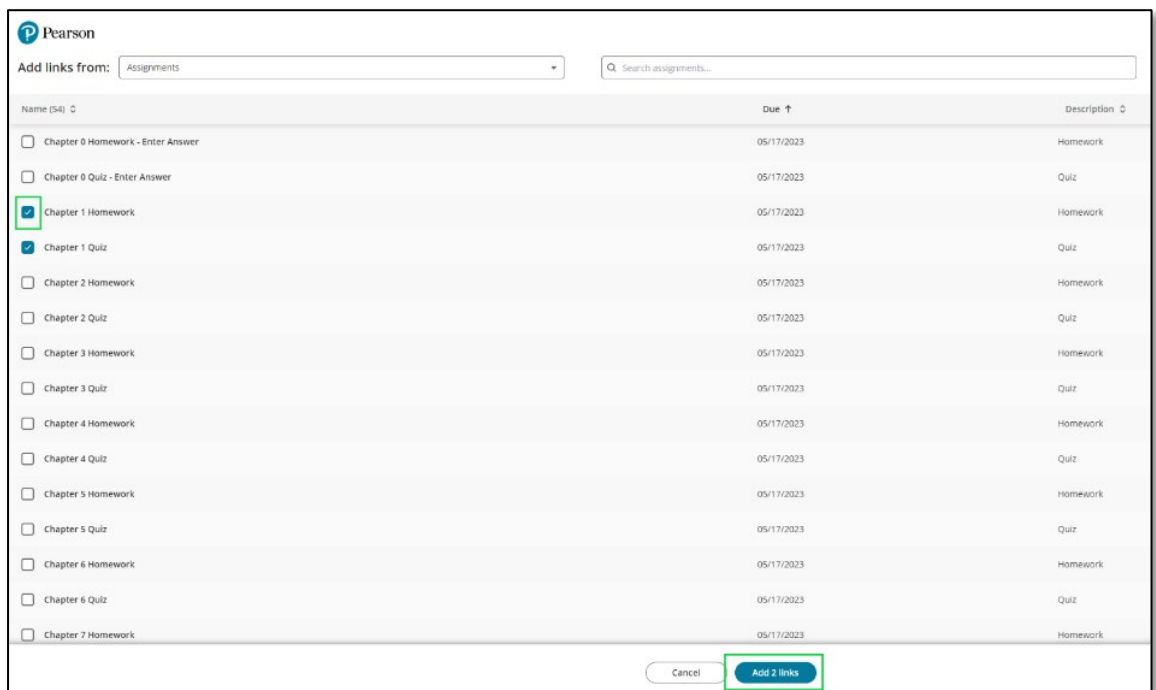 Pearson
Add links from: Assignments Search assignments...
Name (54) Due Description
Chapter 0 Homework - Enter Answer 05/17/2023 Homework
Chapter 0 Quiz - Enter Answer 05/17/2023 Quiz
Chapter 1 Homework 05/17/2023 Homework
Chapter 1 Quiz 05/17/2023 Quiz
Chapter 2 Homework 05/17/2023 Homework
Chapter 2 Quiz 05/17/2023 Quiz
Chapter 3 Homework 05/17/2023 Homework
Chapter 3 Quiz 05/17/2023 Quiz
Chapter 4 Homework 05/17/2023 Homework
Chapter 4 Quiz 05/17/2023 Quiz
Chapter 5 Homework 05/17/2023 Homework
Chapter 5 Quiz 05/17/2023 Quiz
Chapter 6 Homework 05/17/2023 Homework
Chapter 6 Quiz 05/17/2023 Quiz
Chapter 7 Homework 05/17/2023 Homework
Cancel Add 2 links